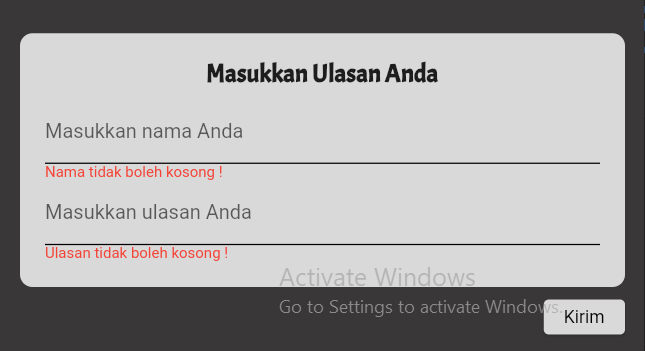 Masukkan Ulasan Anda
Masukkan nama Anda
Nama tidak boleh kosong !
Masukkan ulasan Anda
Ulasan tidak boleh kosong !
Activate Windows
Go to Settings to activate Windows.
Kirim